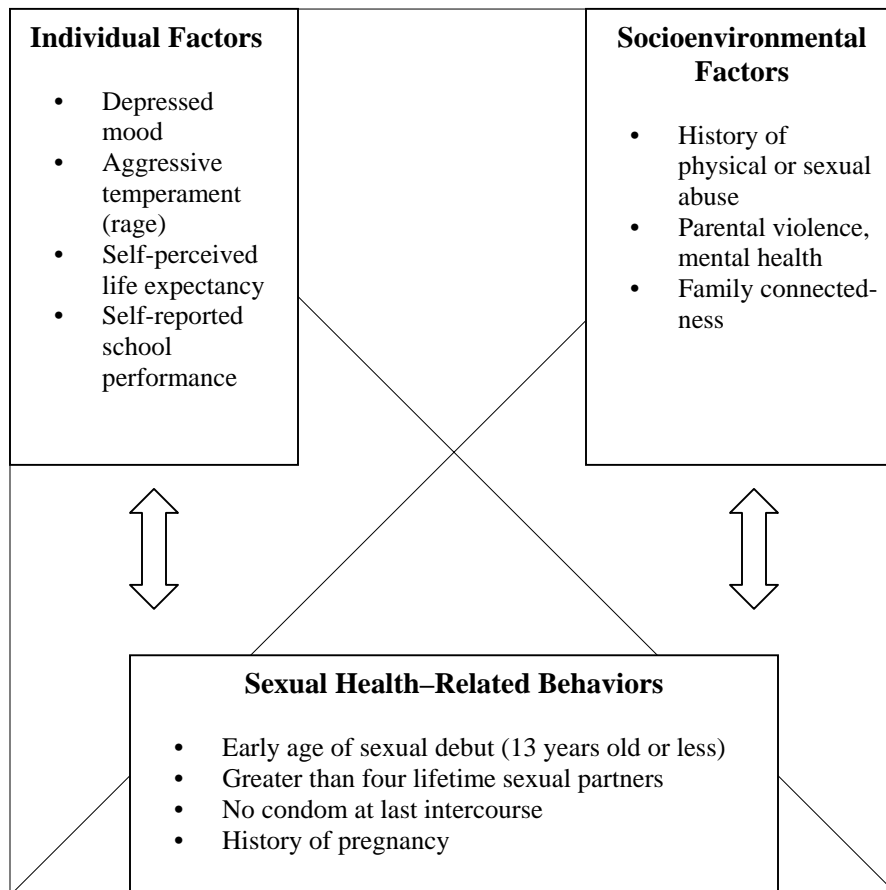 Individual Factors
• Depressed
mood
• Aggressive
temperament
(rage)
• Self-perceived
life expectancy
• Self-reported
school
performance
Socioenvironmental
Factors
• History of
physical or sexual
abuse
• Parental violence,
mental health
• Family connected-
ness
Sexual Health–Related Behaviors
• Early age of sexual debut (13 years old or less)
• Greater than four lifetime sexual partners
• No condom at last intercourse
• History of pregnancy